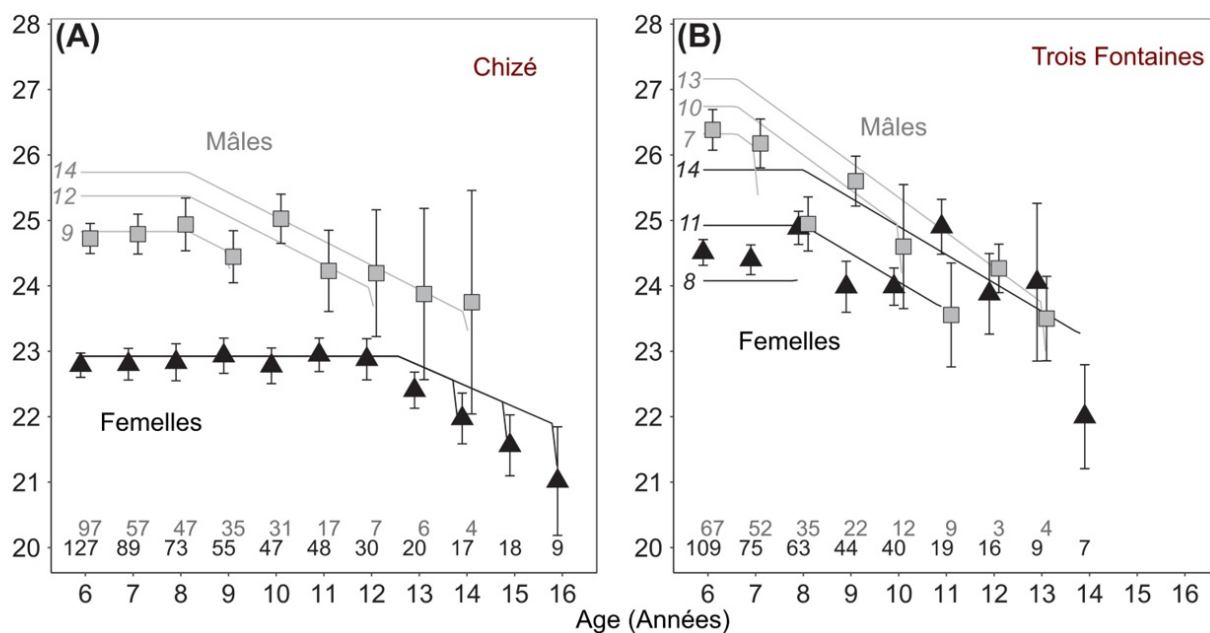 (A)
Chizé
28
27
26
25
24
23
22
21
20
Mâles
14
12
9
Femelles
97 57 47 35 31 17 7 6 4
127 89 73 55 47 48 30 20 17 18 9
6 7 8 9 10 11 12 13 14 15 16
(B)
Trois Fontaines
28
27
26
25
24
23
22
21
20
13
10
7
14
11
8
Mâles
Femelles
67 52 35 22 12 9 3 4
109 75 63 44 40 19 16 9 7
6 7 8 9 10 11 12 13 14 15 16
Age (Années)